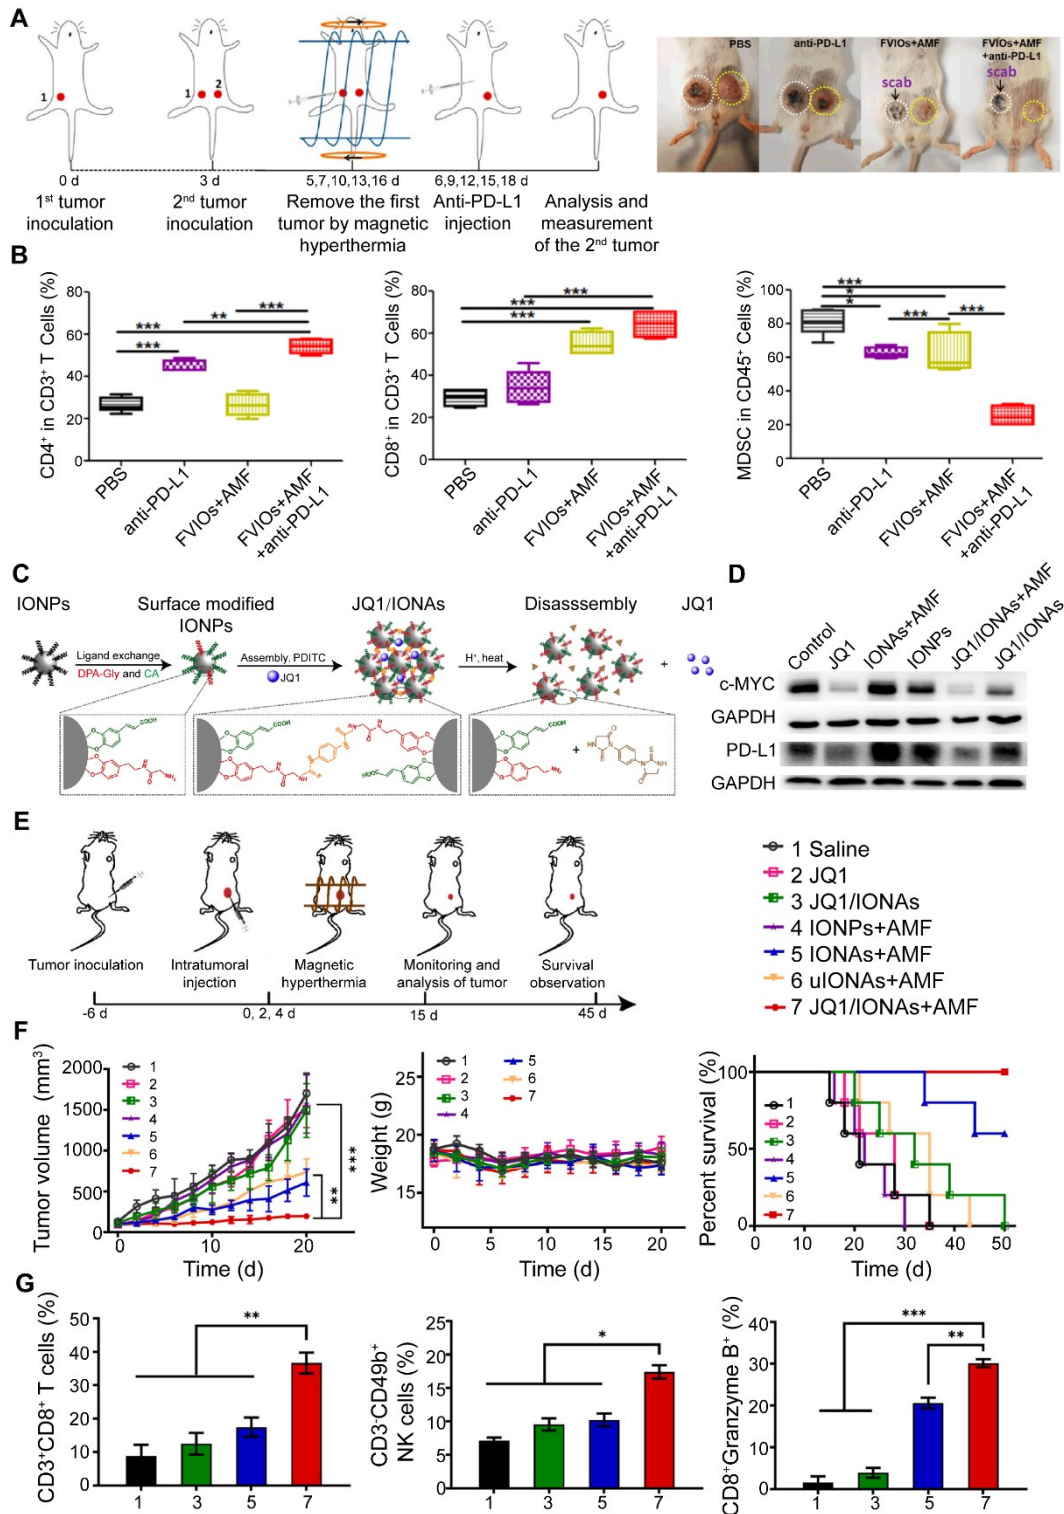 A
1
0 d
1st tumor
inoculation
1
2
3 d
2nd tumor
inoculation
5,7,10,13,16 d
Remove the first
tumor by magnetic
hyperthermia
6,9,12,15,18 d
Anti-PD-L1
injection
Analysis and
measurement
of the 2nd tumor
PBS
anti-PD-L1
FVIOs+AMF
scab
FVIOs+AMF
+anti-PD-L1
scab
B
CD4+ in CD3+ T Cells (%)
80
60
40
20
0
***
**
***
***
PBS
anti-PD-L1
FVIOs+AMF
FVIOs+AMF
+anti-PD-L1
CD8+ in CD3+ T Cells (%)
80
60
40
20
0
***
***
***
PBS
anti-PD-L1
FVIOs+AMF
FVIOs+AMF
+anti-PD-L1
MDSC in CD45+ Cells (%)
100
80
60
40
20
0
***
*
*
***
***
PBS
anti-PD-L1
FVIOs+AMF
FVIOs+AMF
+anti-PD-L1
C
IONPs
Ligand exchange
DPA-Gly and CA
Surface modified
IONPs
Assembly, PDITC
JQ1
JQ1/IONAs
H+, heat
Disasssembly
+
JQ1
D
Control
JQ1
IONAs+AMF
IONPs
JQ1/IONAs+AMF
JQ1/IONAs
c-MYC
GAPDH
PD-L1
GAPDH
E
Tumor inoculation
Intratumoral
injection
Magnetic
hyperthermia
Monitoring and
analysis of tumor
Survival
observation
-6 d
0, 2, 4 d
15 d
45 d
1 Saline
2 JQ1
3 JQ1/IONAs
4 IONPs+AMF
5 IONAs+AMF
6 uIONAs+AMF
7 JQ1/IONAs+AMF
F
Tumor volume (mm3)
2000
1500
1000
500
0
0
10
20
Time (d)
1
2
3
4
5
6
7
**
***
Weight (g)
25
20
15
0
5
10
15
20
Time (d)
1
2
3
4
5
6
7
Percent survival (%)
100
50
0
0
10
20
30
40
50
Time (d)
1
2
3
4
5
6
7
G
CD3+CD8+ T cells (%)
50
40
30
20
10
0
**
1
3
5
7
CD3-CD49b+
NK cells (%)
25
20
15
10
5
0
*
1
3
5
7
CD8+Granzyme B+ (%)
40
30
20
10
0
***
**
1
3
5
7